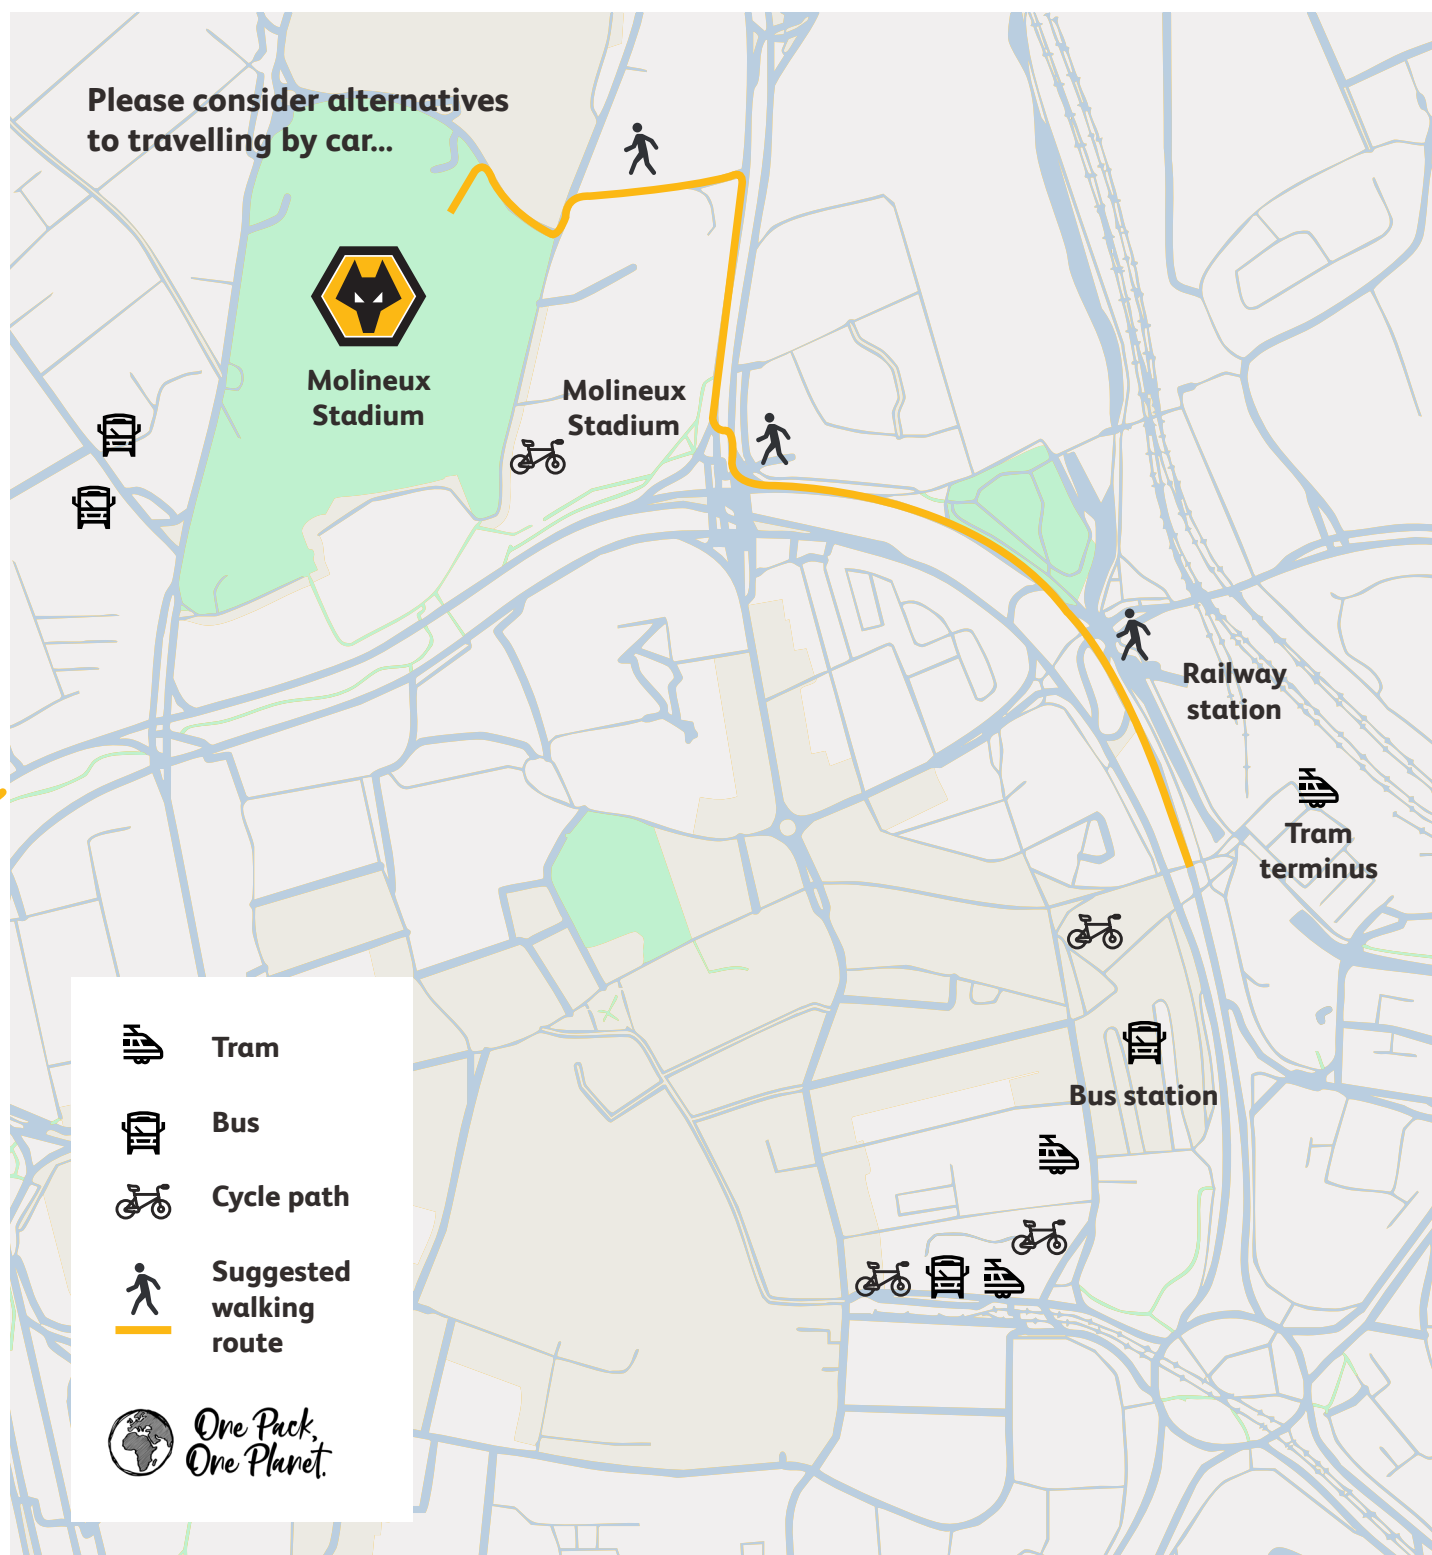 Please consider alternatives
to travelling by car...
Molineux
Stadium
Molineux
Stadium
Railway
station
Tram
terminus
Bus station
Tram
Bus
Cycle path
Suggested
walking
route
One Pack,
One Planet.